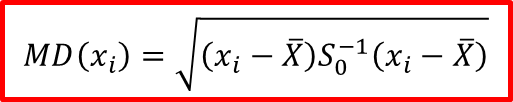 MD(xᵢ) = √(xᵢ − X̄)S₀⁻¹(xᵢ − X̄)